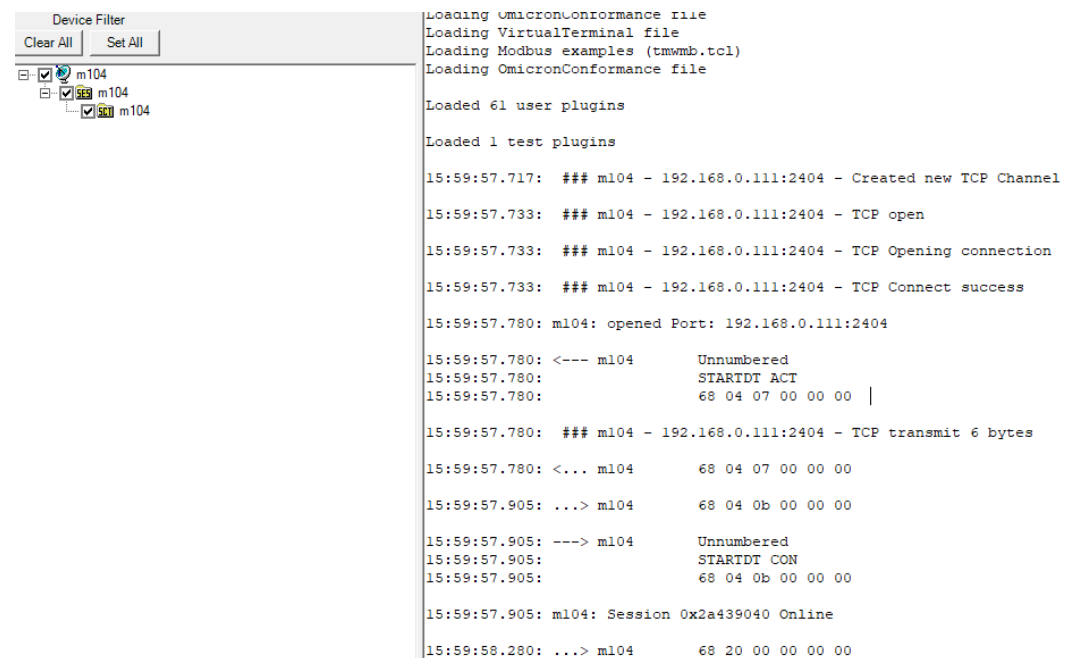 Device Filter
Clear All
Set All
m104
SES m104
SCT m104
Loading OmicronConformance file
Loading VirtualTerminal file
Loading Modbus examples (tmwmb.tcl)
Loading OmicronConformance file
Loaded 61 user plugins
Loaded 1 test plugins
15:59:57.717:  ### m104 - 192.168.0.111:2404 - Created new TCP Channel
15:59:57.733:  ### m104 - 192.168.0.111:2404 - TCP open
15:59:57.733:  ### m104 - 192.168.0.111:2404 - TCP Opening connection
15:59:57.733:  ### m104 - 192.168.0.111:2404 - TCP Connect success
15:59:57.780: m104: opened Port: 192.168.0.111:2404
15:59:57.780: <--- m104       Unnumbered
15:59:57.780:                 STARTDT ACT
15:59:57.780:                 68 04 07 00 00 00
15:59:57.780:  ### m104 - 192.168.0.111:2404 - TCP transmit 6 bytes
15:59:57.780: <... m104       68 04 07 00 00 00
15:59:57.905: ...> m104       68 04 0b 00 00 00
15:59:57.905: ---> m104       Unnumbered
15:59:57.905:                 STARTDT CON
15:59:57.905:                 68 04 0b 00 00 00
15:59:57.905: m104: Session 0x2a439040 Online
15:59:58.280: ...> m104       68 20 00 00 00 00